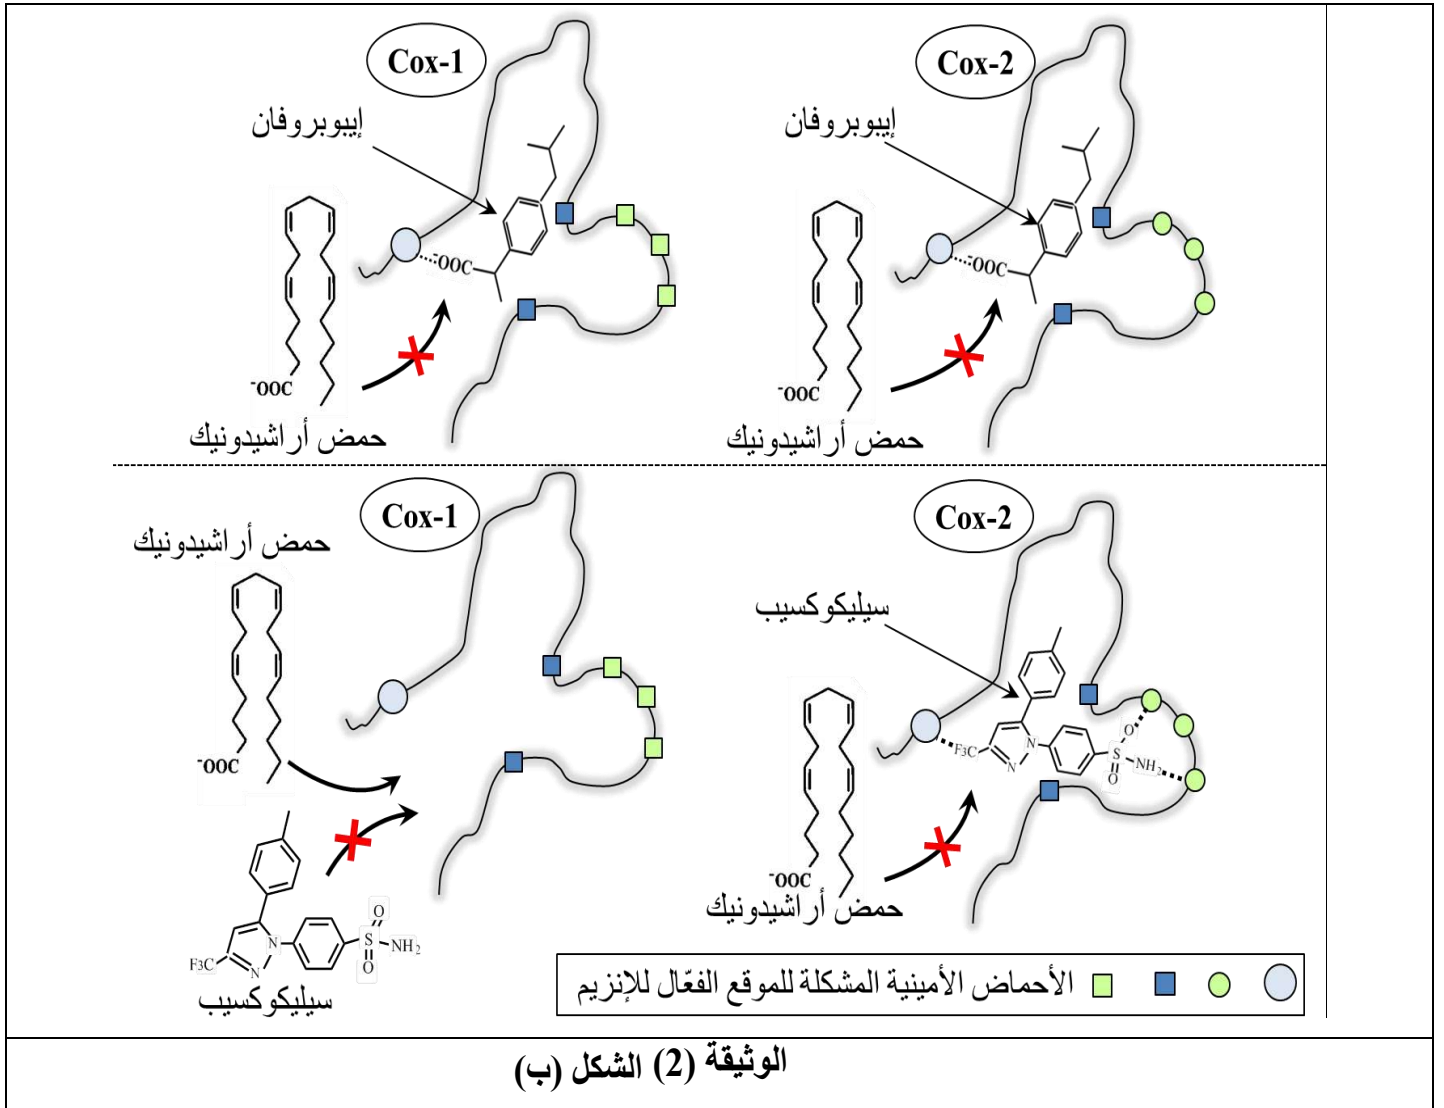 Cox-1
إيبوبروفان
-OOC
-OOC
حمض أراشيدونيك
Cox-2
إيبوبروفان
-OOC
-OOC
حمض أراشيدونيك
Cox-1
حمض أراشيدونيك
-OOC
F3C
N
N
S
O
O
NH2
سيليكوكسيب
Cox-2
سيليكوكسيب
F3C
N
N
O
S
O
NH2
-OOC
حمض أراشيدونيك
الأحماض الأمينية المشكلة للموقع الفعّال للإنزيم
الوثيقة (2) الشكل (ب)